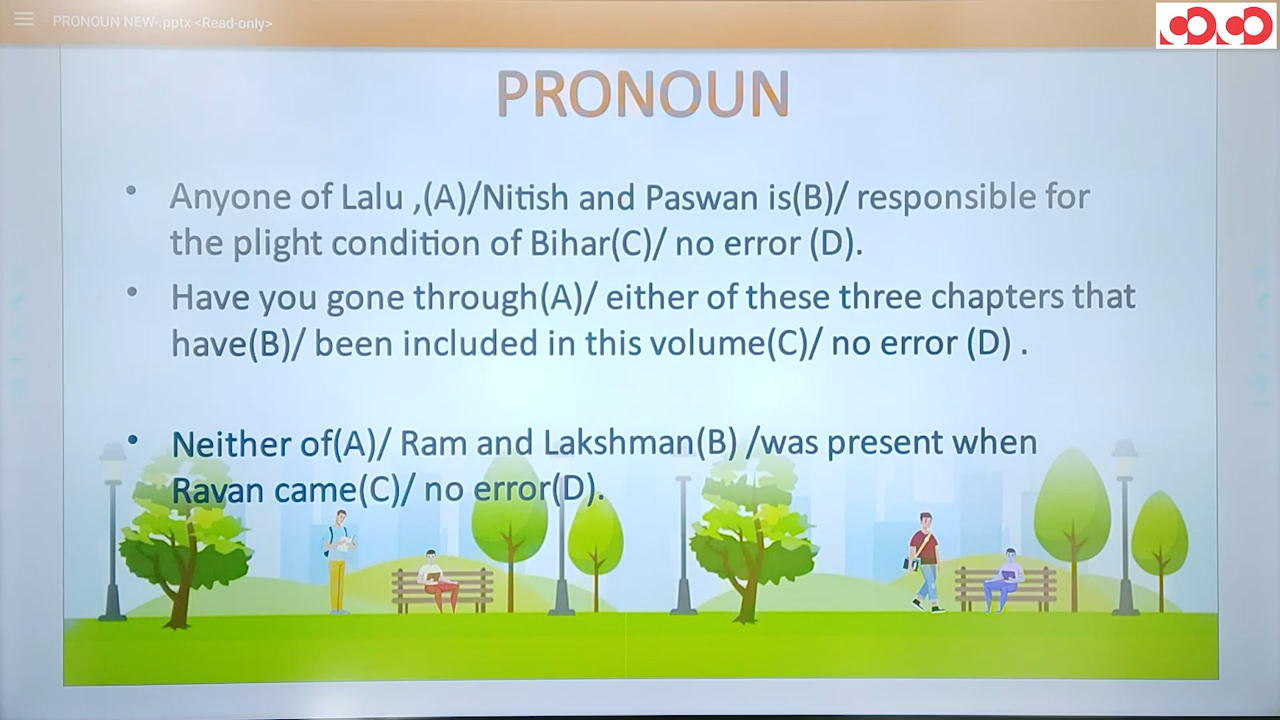 PRONOUN NEW-.pptx <Read-only>
PRONOUN
• Anyone of Lalu ,(A)/Nitish and Paswan is(B)/ responsible for
the plight condition of Bihar(C)/ no error (D).
• Have you gone through(A)/ either of these three chapters that
have(B)/ been included in this volume(C)/ no error (D) .
• Neither of(A)/ Ram and Lakshman(B) /was present when
Ravan came(C)/ no error(D).